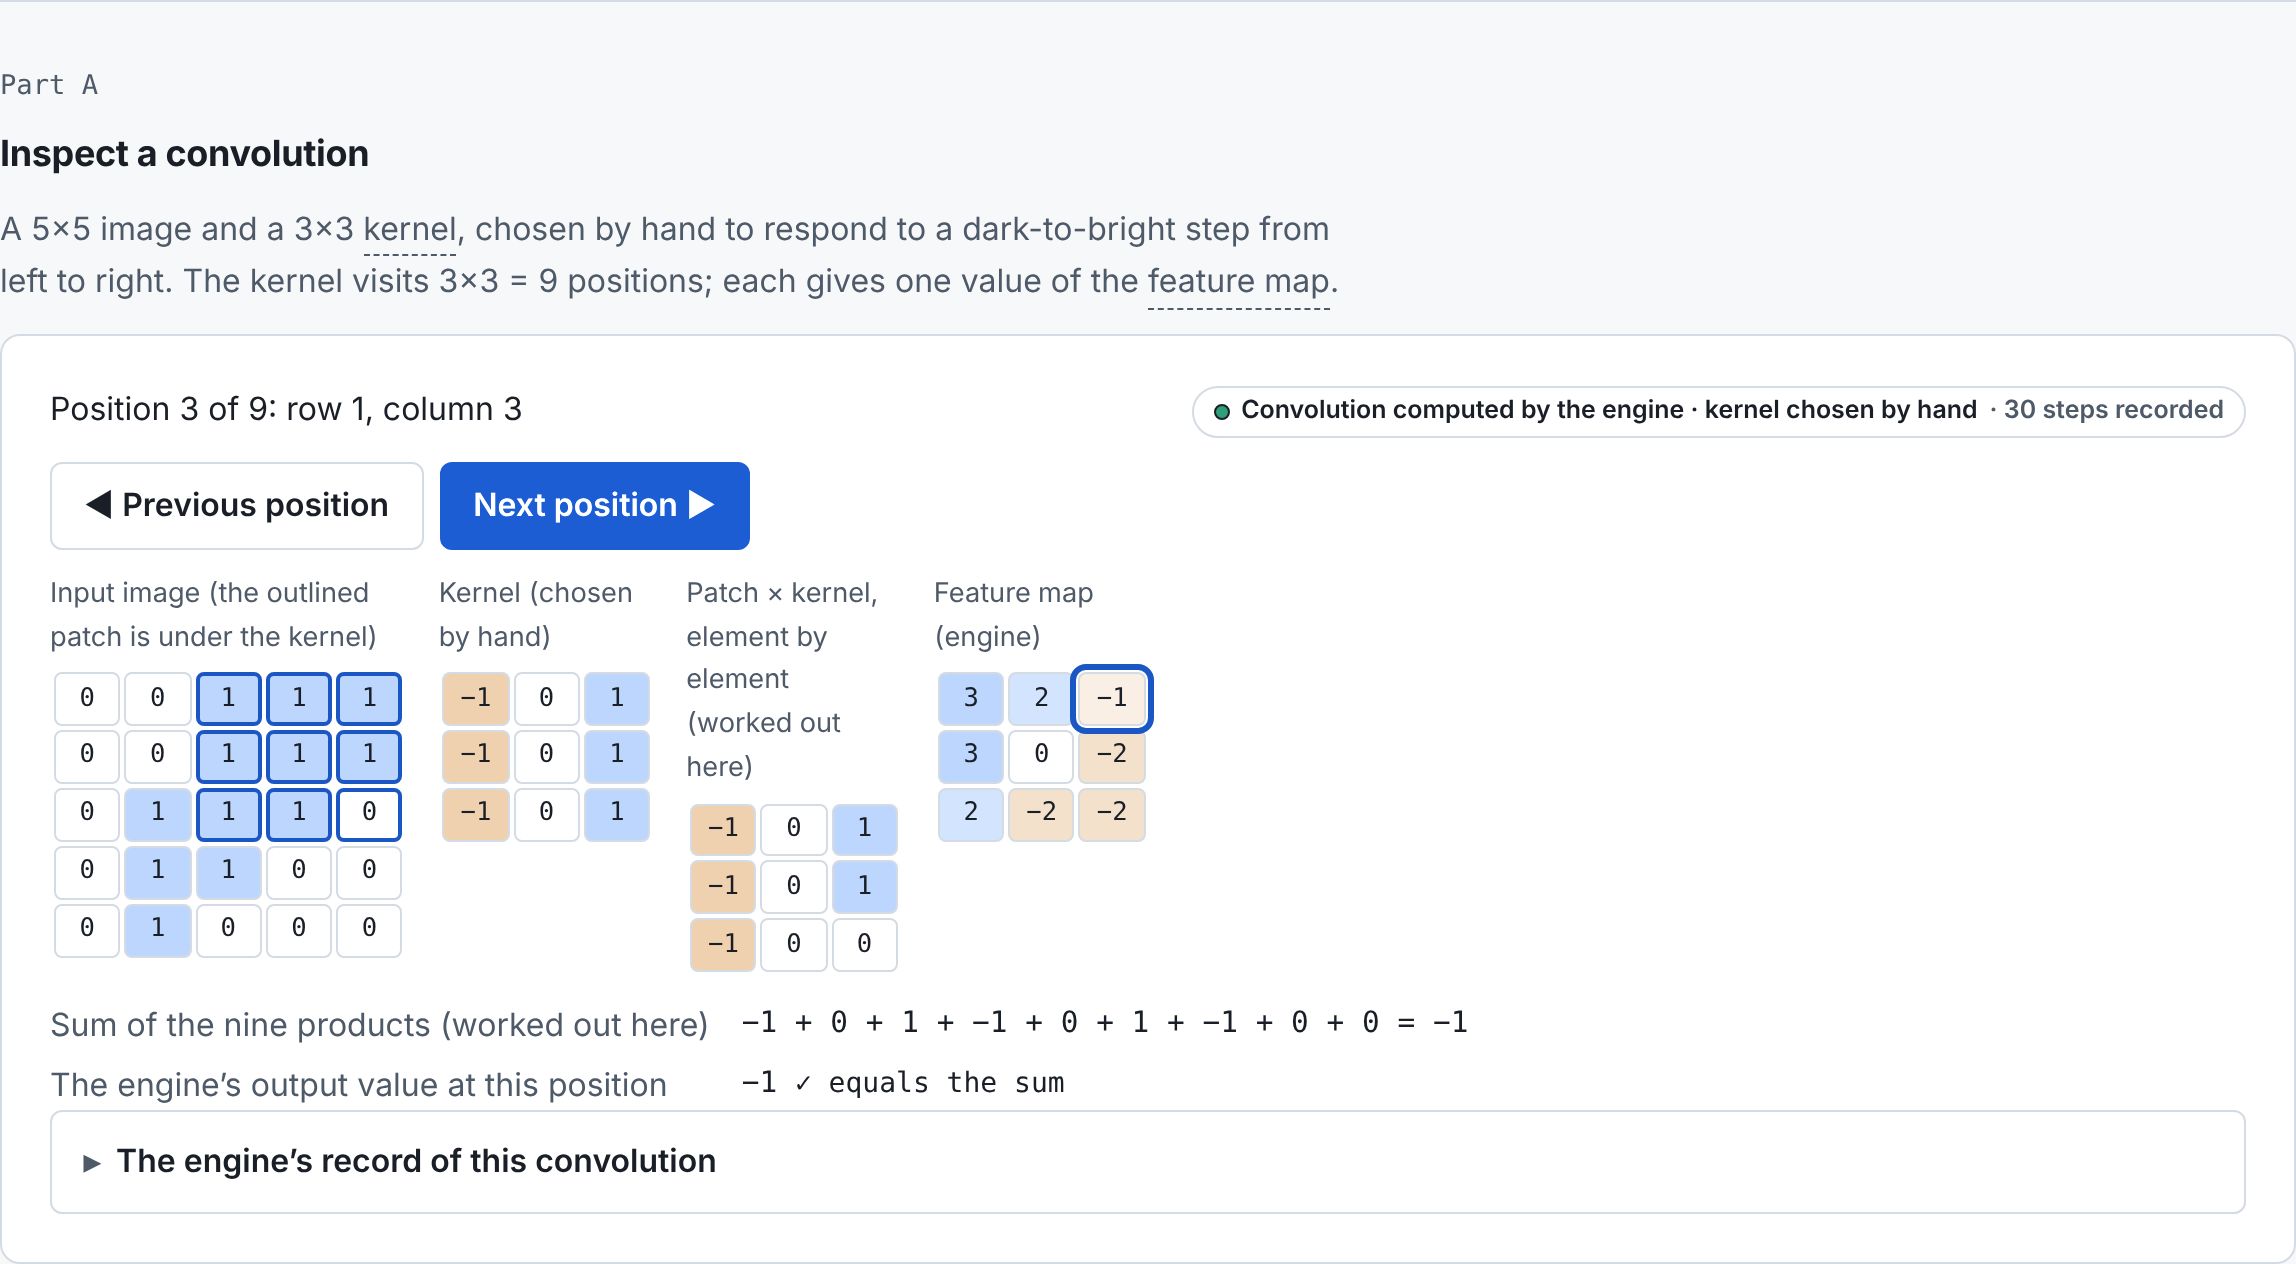 Part A
Inspect a convolution
A 5×5 image and a 3×3 kernel, chosen by hand to respond to a dark-to-bright step from
left to right. The kernel visits 3×3 = 9 positions; each gives one value of the feature map.
Position 3 of 9: row 1, column 3
Convolution computed by the engine · kernel chosen by hand · 30 steps recorded
◀ Previous position
Next position ▶
Input image (the outlined
patch is under the kernel)
0 0 1 1 1
0 0 1 1 1
0 1 1 1 0
0 1 1 0 0
0 1 0 0 0
Kernel (chosen
by hand)
−1 0 1
−1 0 1
−1 0 1
Patch × kernel,
element by
element
(worked out
here)
−1 0 1
−1 0 1
−1 0 0
Feature map
(engine)
3 2 −1
3 0 −2
2 −2 −2
Sum of the nine products (worked out here) −1 + 0 + 1 + −1 + 0 + 1 + −1 + 0 + 0 = −1
The engine’s output value at this position −1 ✓ equals the sum
▶ The engine’s record of this convolution